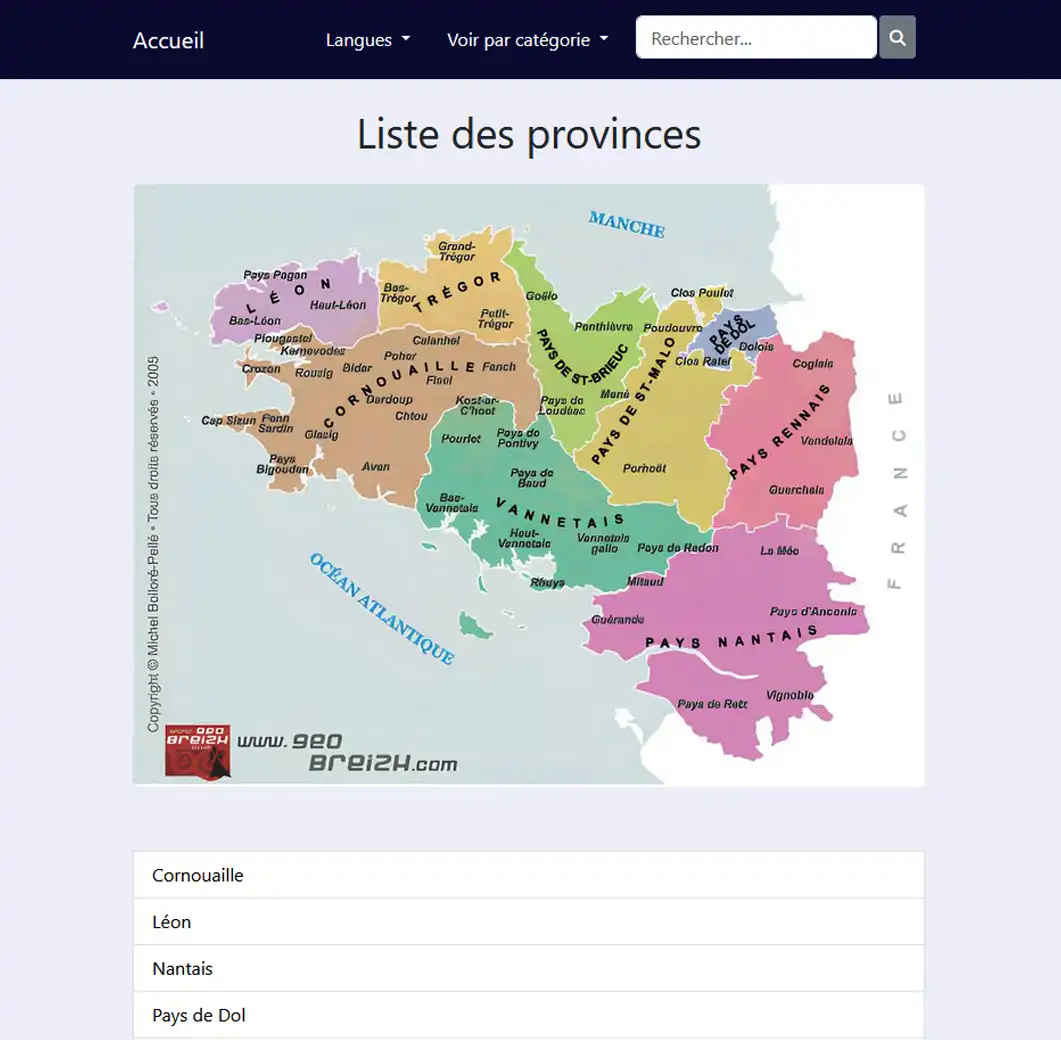 Accueil
Langues
Voir par catégorie
Rechercher...
Liste des provinces
MANCHE
Grand-
Trégor
Pays Pagan
LÉON
Haut-Léon
Bas-Léon
Bas-
Trégor
TRÉGOR
Petit-
Trégor
Goëlo
Penthièvre
PAYS DE ST-BRIEUC
Pays de
Loudéac
Mené
Clos Poulet
Poudouvre
PAYS
DE DOL
Dolois
Clos Ratel
PAYS DE ST-MALO
Porhoët
Coglais
PAYS RENNAIS
Vendelais
Guerchais
Plougastel
Kernevodez
Crozon
Rouzig
Bidar
Poher
Calanhel
Fisel
Fanch
CORNOUAILLE
Dardoup
Chtou
Kost-ar-
C'hoat
Cap Sizun
Fenn
Sardin
Glazig
Pays
Bigouden
Aven
Pourlet
Pays de
Pontivy
Pays de
Baud
Bas-
Vannetais
VANNETAIS
Haut-
Vannetais
Vannetais
gallo
Pays de Redon
Rhuys
Mitaud
La Mée
Guérande
Pays d'Ancenis
PAYS NANTAIS
Pays de Retz
Vignoble
FRANCE
OCÉAN ATLANTIQUE
Copyright © Michel Bolloré-Pellé • Tous droits réservés • 2005
www.geo
BreizH.com
Cornouaille
Léon
Nantais
Pays de Dol